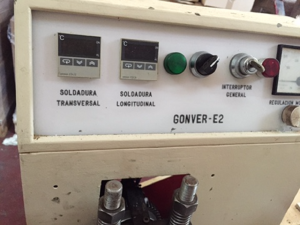 °C
°C
SOLDADURA
TRANSVERSAL
SOLDADURA
LONGITUDINAL
INTERRUPTOR
GENERAL
REGULACION
GONVER-E2